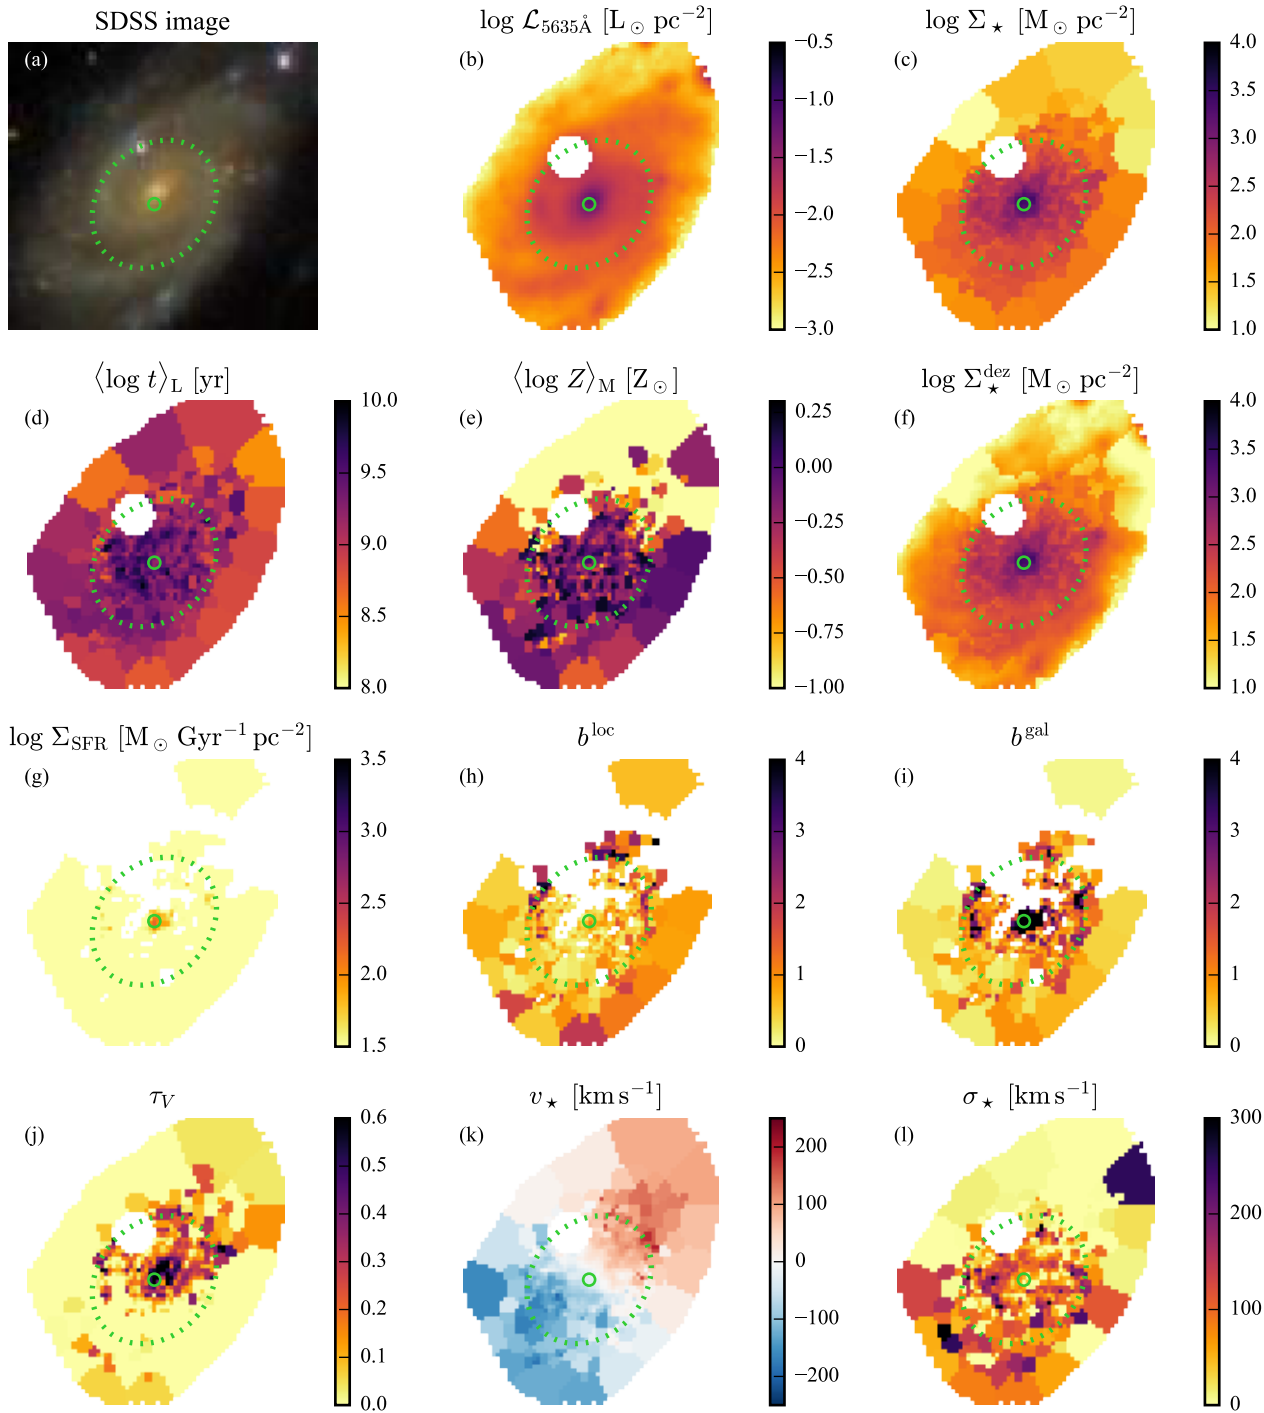 SDSS image
log ℒ₅₆₃₅Å [L⊙ pc⁻²]
log Σ⋆ [M⊙ pc⁻²]
(a)
(b)
−0.5
−1.0
−1.5
−2.0
−2.5
−3.0
(c)
4.0
3.5
3.0
2.5
2.0
1.5
1.0
⟨log t⟩L [yr]
⟨log Z⟩M [Z⊙]
log Σ⋆^dez [M⊙ pc⁻²]
(d)
10.0
9.5
9.0
8.5
8.0
(e)
0.25
0.00
−0.25
−0.50
−0.75
−1.00
(f)
4.0
3.5
3.0
2.5
2.0
1.5
1.0
log ΣSFR [M⊙ Gyr⁻¹ pc⁻²]
b^loc
b^gal
(g)
3.5
3.0
2.5
2.0
1.5
(h)
4
3
2
1
0
(i)
4
3
2
1
0
τV
v⋆ [km s⁻¹]
σ⋆ [km s⁻¹]
(j)
0.6
0.5
0.4
0.3
0.2
0.1
0.0
(k)
200
100
0
−100
−200
(l)
300
200
100
0